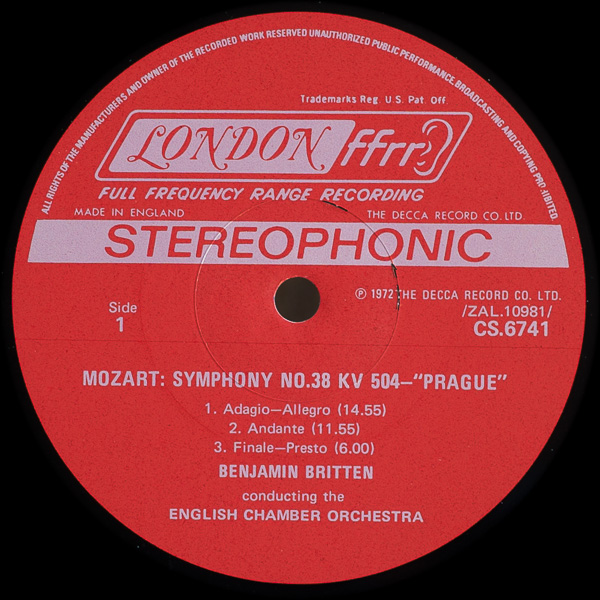 ALL RIGHTS OF THE MANUFACTURERS AND OWNER OF THE RECORDED WORK RESERVED UNAUTHORIZED PUBLIC PERFORMANCE BROADCASTING AND COPYING PROHIBITED.
Trademarks Reg. U.S. Pat. Off.
LONDON ffrr
FULL FREQUENCY RANGE RECORDING
MADE IN ENGLAND THE DECCA RECORD CO. LTD.
STEREOPHONIC
℗ 1972 THE DECCA RECORD CO. LTD.
Side /ZAL.10981/
1 CS.6741
MOZART: SYMPHONY NO.38 KV 504—"PRAGUE"
1. Adagio—Allegro (14.55)
2. Andante (11.55)
3. Finale—Presto (6.00)
BENJAMIN BRITTEN
conducting the
ENGLISH CHAMBER ORCHESTRA